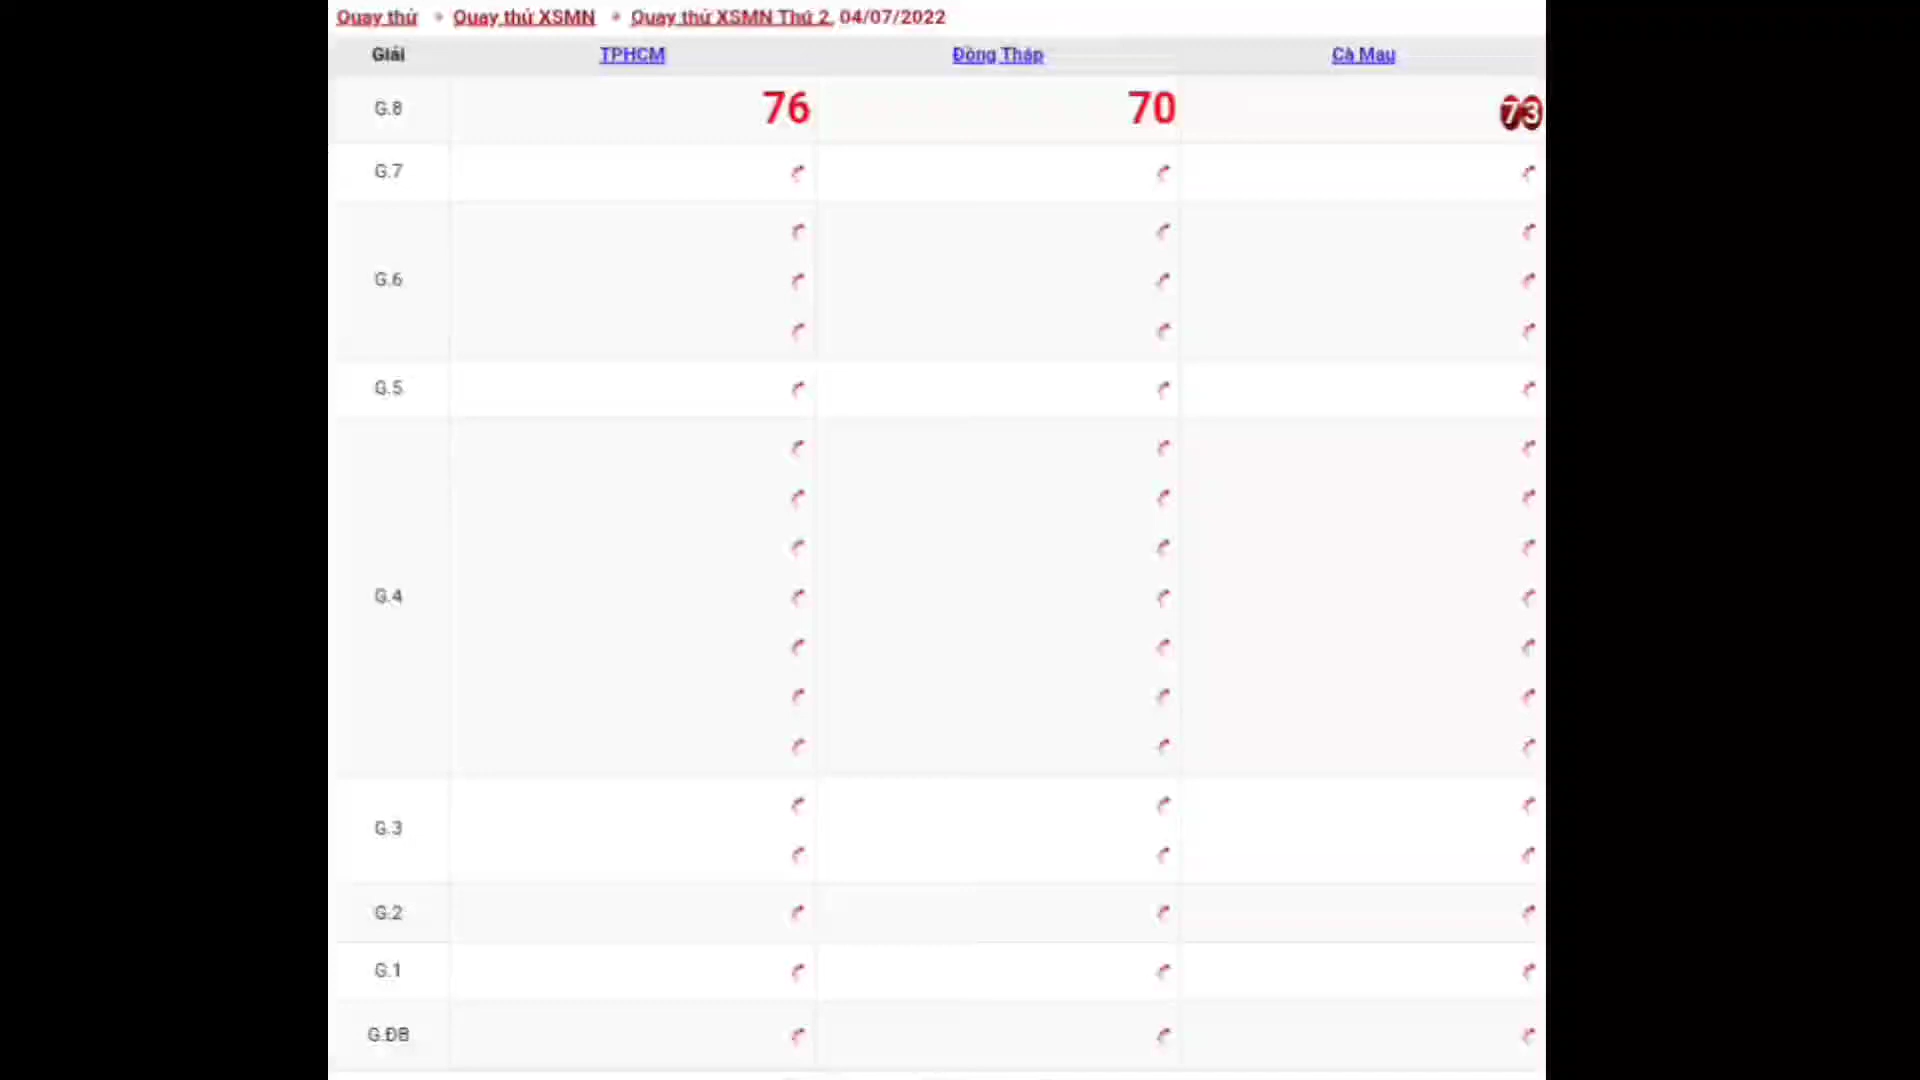 Quay thử • Quay thử XSMN • Quay thử XSMN Thứ 2, 04/07/2022
Giải TPHCM Đồng Tháp Cà Mau
G.8 76 70 73
G.7
G.6
G.5
G.4
G.3
G.2
G.1
G.ĐB